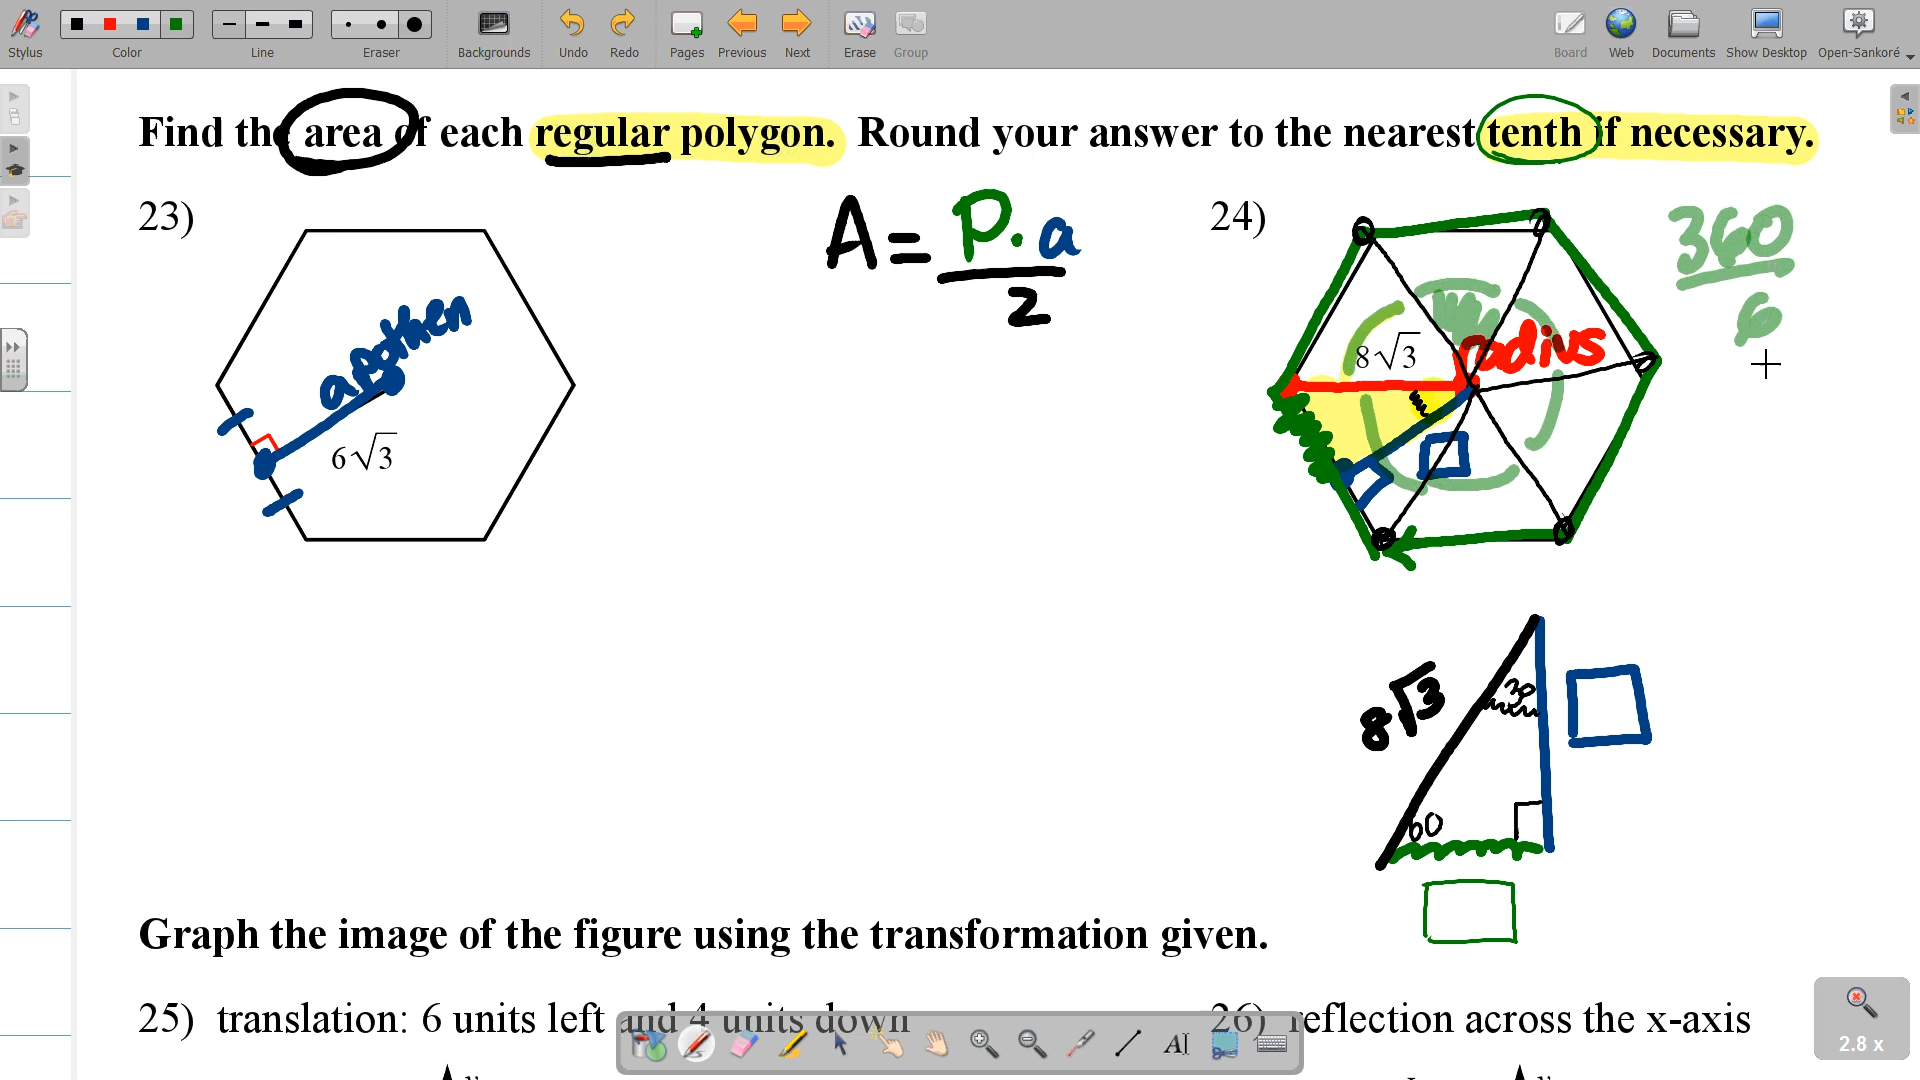 Stylus Color Line Eraser Backgrounds Undo Redo Pages Previous Next Erase Group Board Web Documents Show Desktop Open-Sankoré
Find the area of each regular polygon. Round your answer to the nearest tenth if necessary.
23)
A = P. a
2
24)
360
6
apothem
6√3
8√3
radius
8√3
30
60
Graph the image of the figure using the transformation given.
25) translation: 6 units left and 4 units down
26) reflection across the x-axis
2.8 x